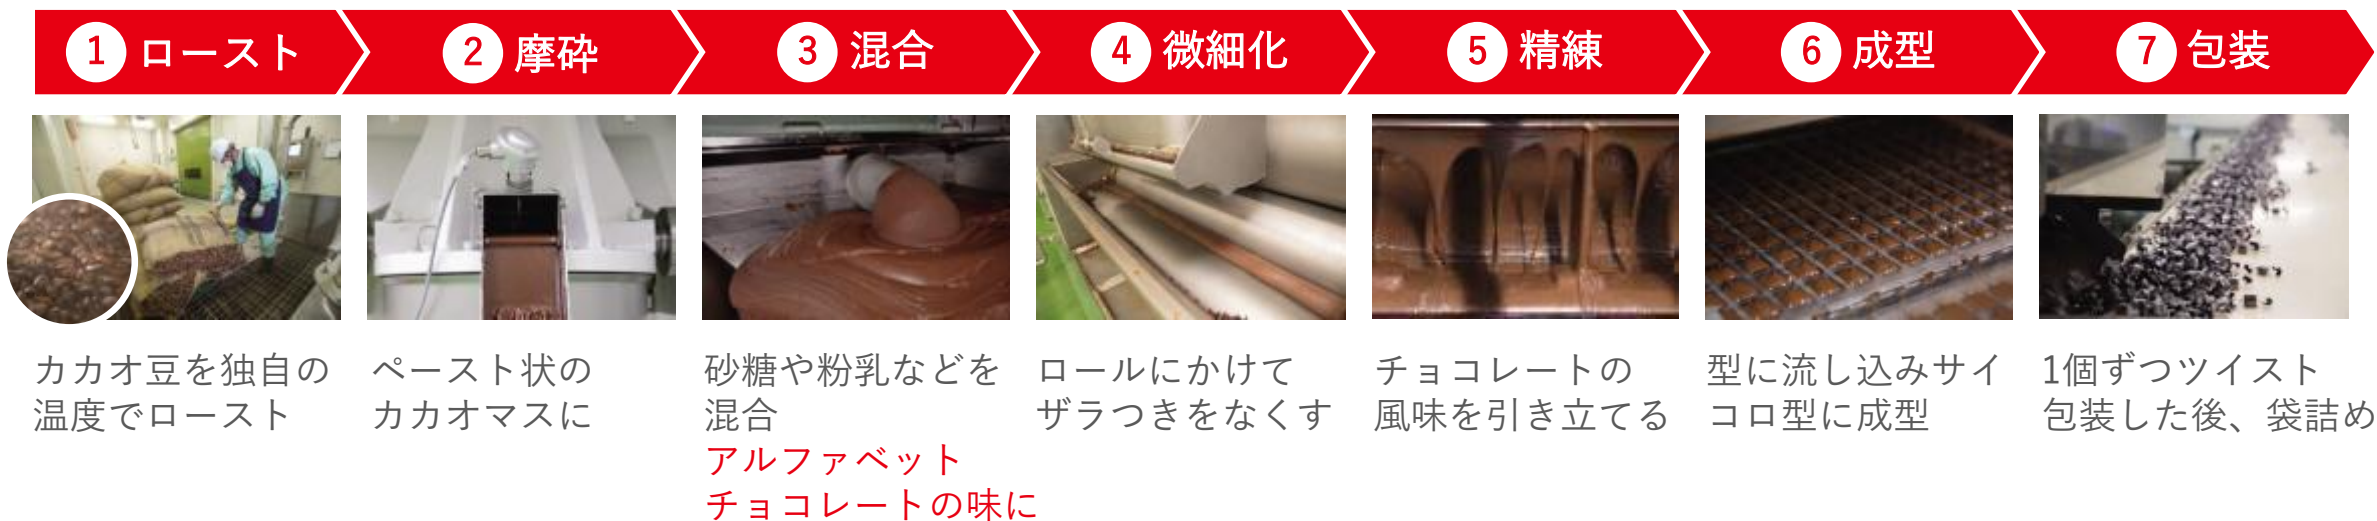 1 ロースト
2 摩砕
3 混合
4 微細化
5 精練
6 成型
7 包装
カカオ豆を独自の
温度でロースト
ペースト状の
カカオマスに
砂糖や粉乳などを
混合
アルファベット
チョコレートの味に
ロールにかけて
ザラつきをなくす
チョコレートの
風味を引き立てる
型に流し込みサイ
コロ型に成型
1個ずつツイスト
包装した後、袋詰め